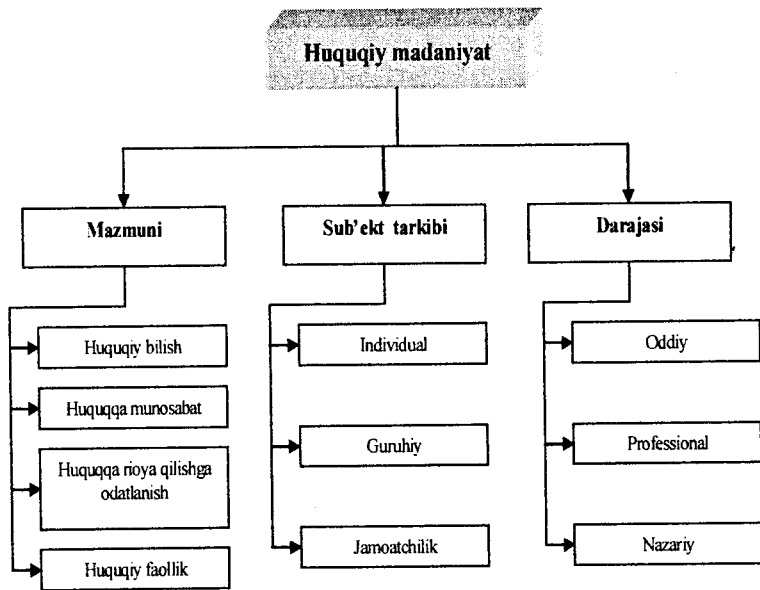 Huquqiy madaniyat
Mazmuni
Sub'ekt tarkibi
Darajasi
Huquqiy bilish
Huquqqa munosabat
Huquqqa rioya qilishga
odatlanish
Huquqiy faollik
Individual
Guruhiy
Jamoatchilik
Oddiy
Professional
Nazariy